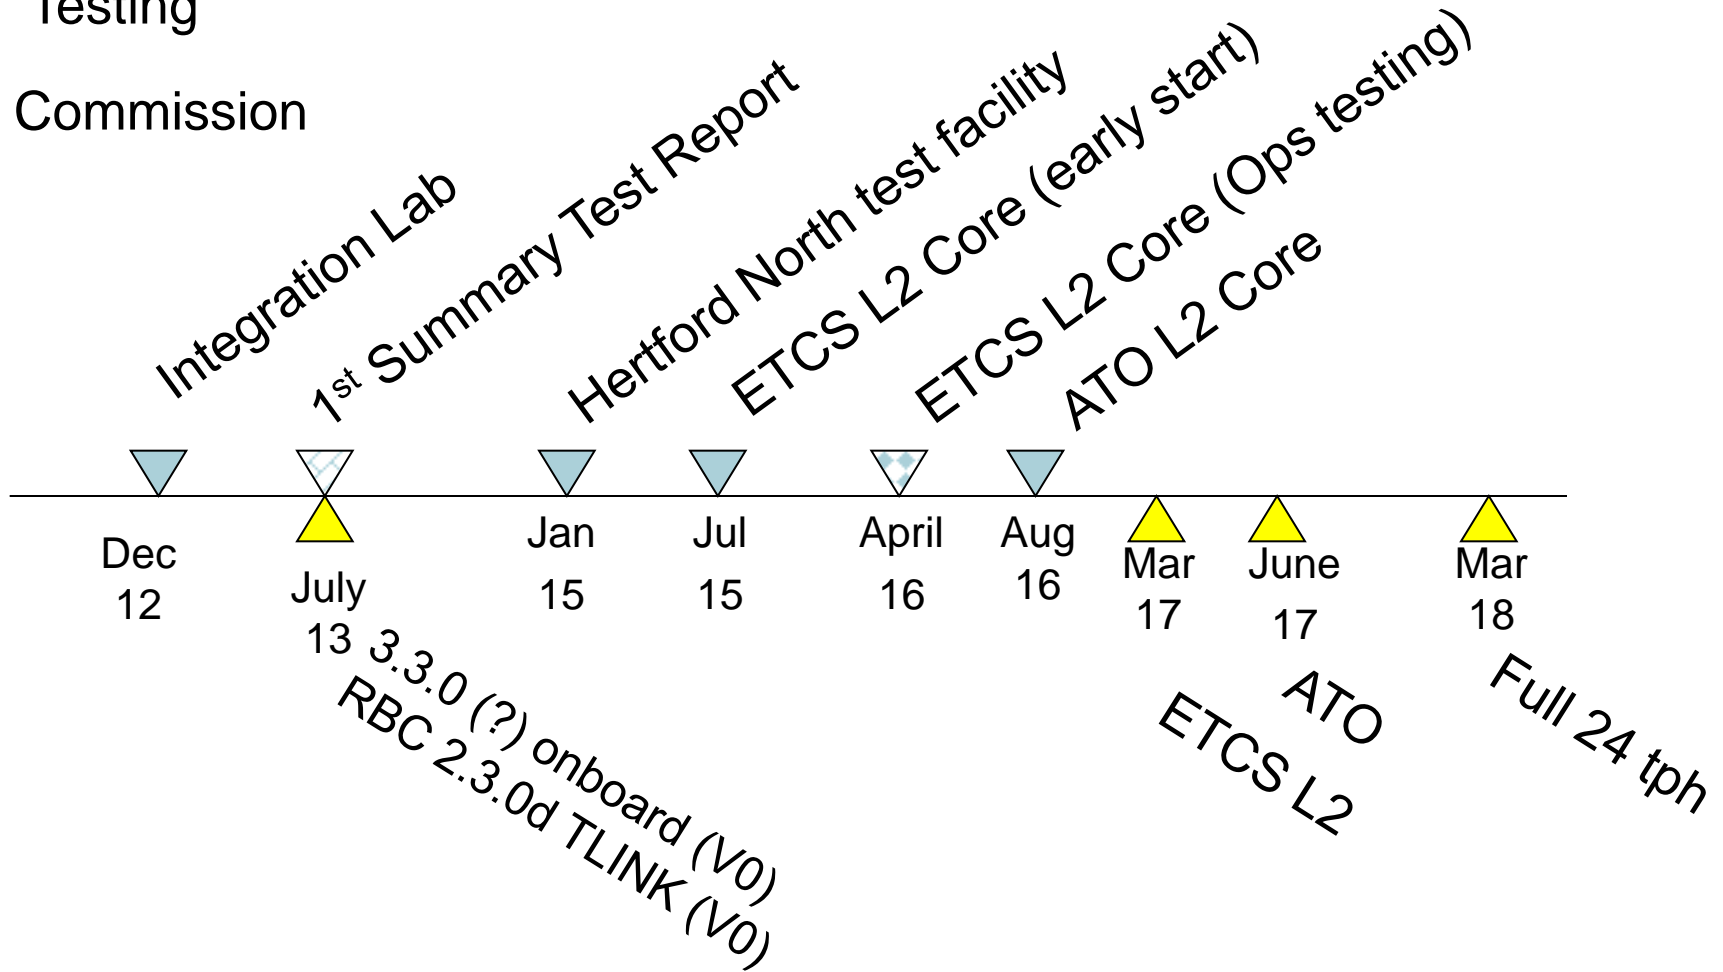 Testing
Commission
Integration Lab
1st Summary Test Report
Hertford North test facility
ETCS L2 Core (early start)
ETCS L2 Core (Ops testing)
ATO L2 Core
Dec
12
July
13
Jan
15
Jul
15
April
16
Aug
16
Mar
17
June
17
Mar
18
3.3.0 (?) onboard (V0)
RBC 2.3.0d TLINK (V0)
ETCS L2
ATO
Full 24 tph